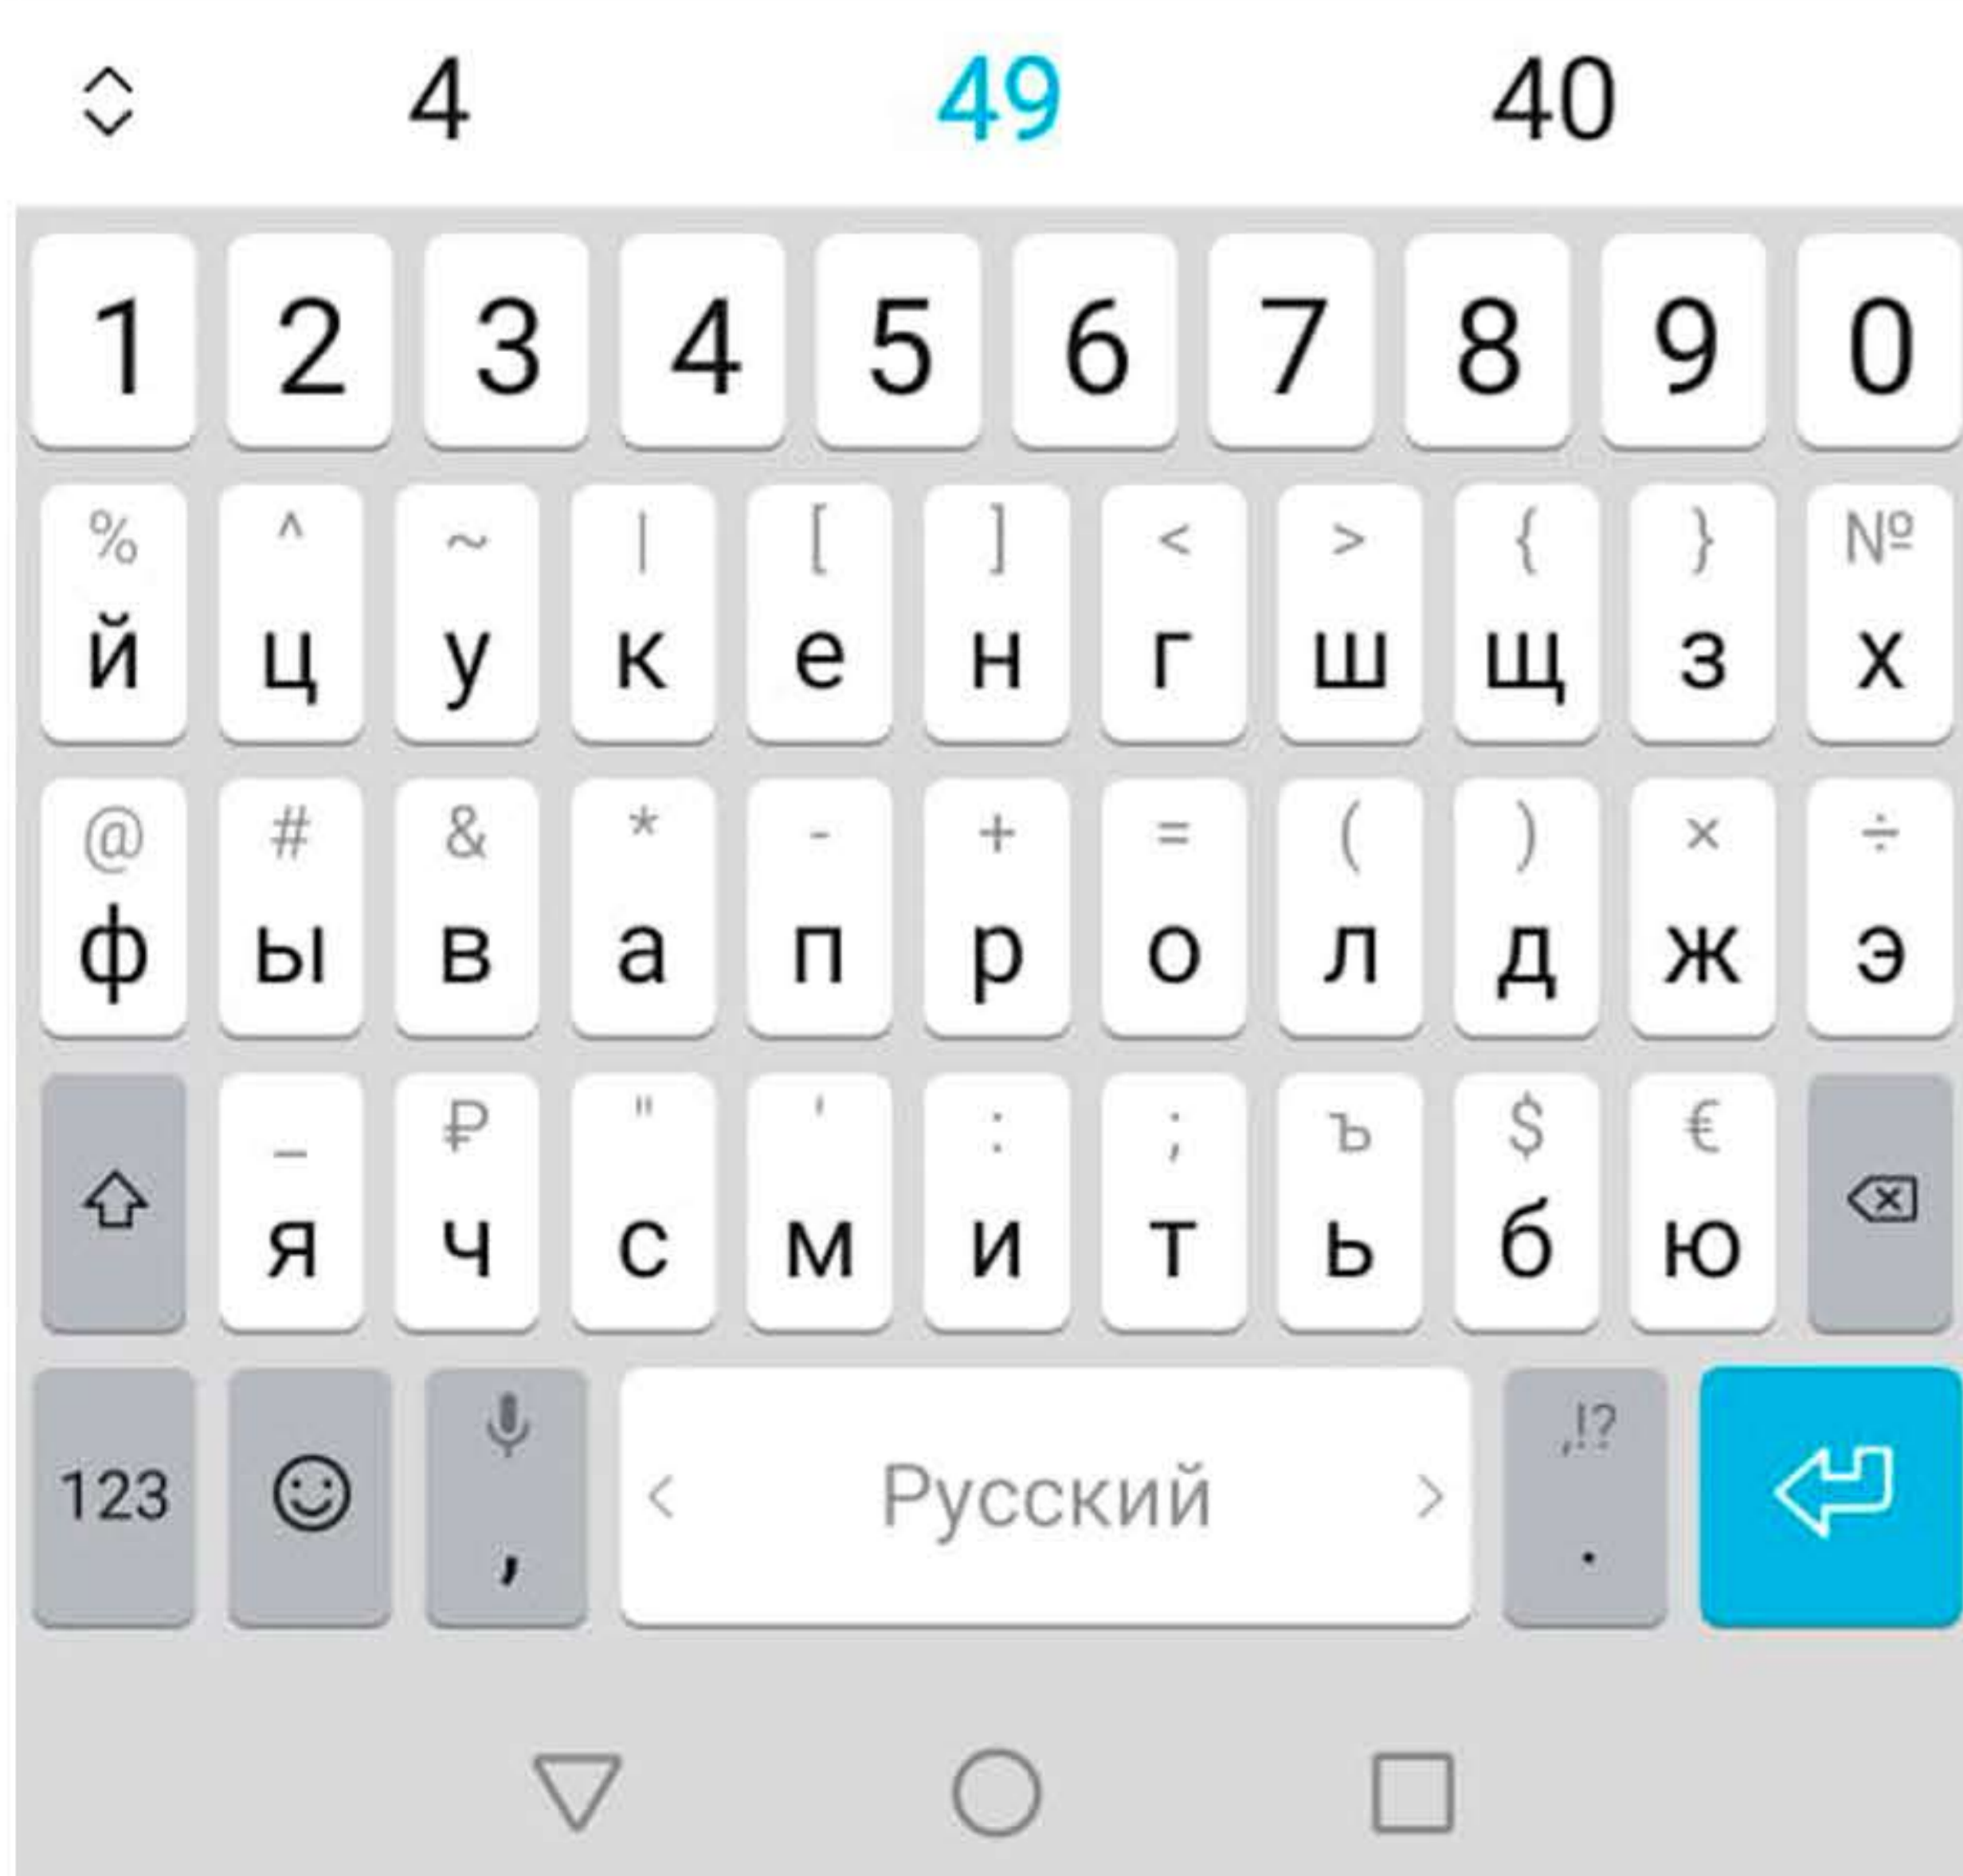 4 49 40
1 2 3 4 5 6 7 8 9 0
% ^ ~ | [ ] < > { } №
й ц у к е н г ш щ з х
@ # & * - + = ( ) × ÷
ф ы в а п р о л д ж э
_ ₽ " ' : ; ъ $ €
я ч с м и т ь б ю
,!?
123 , < Русский > .